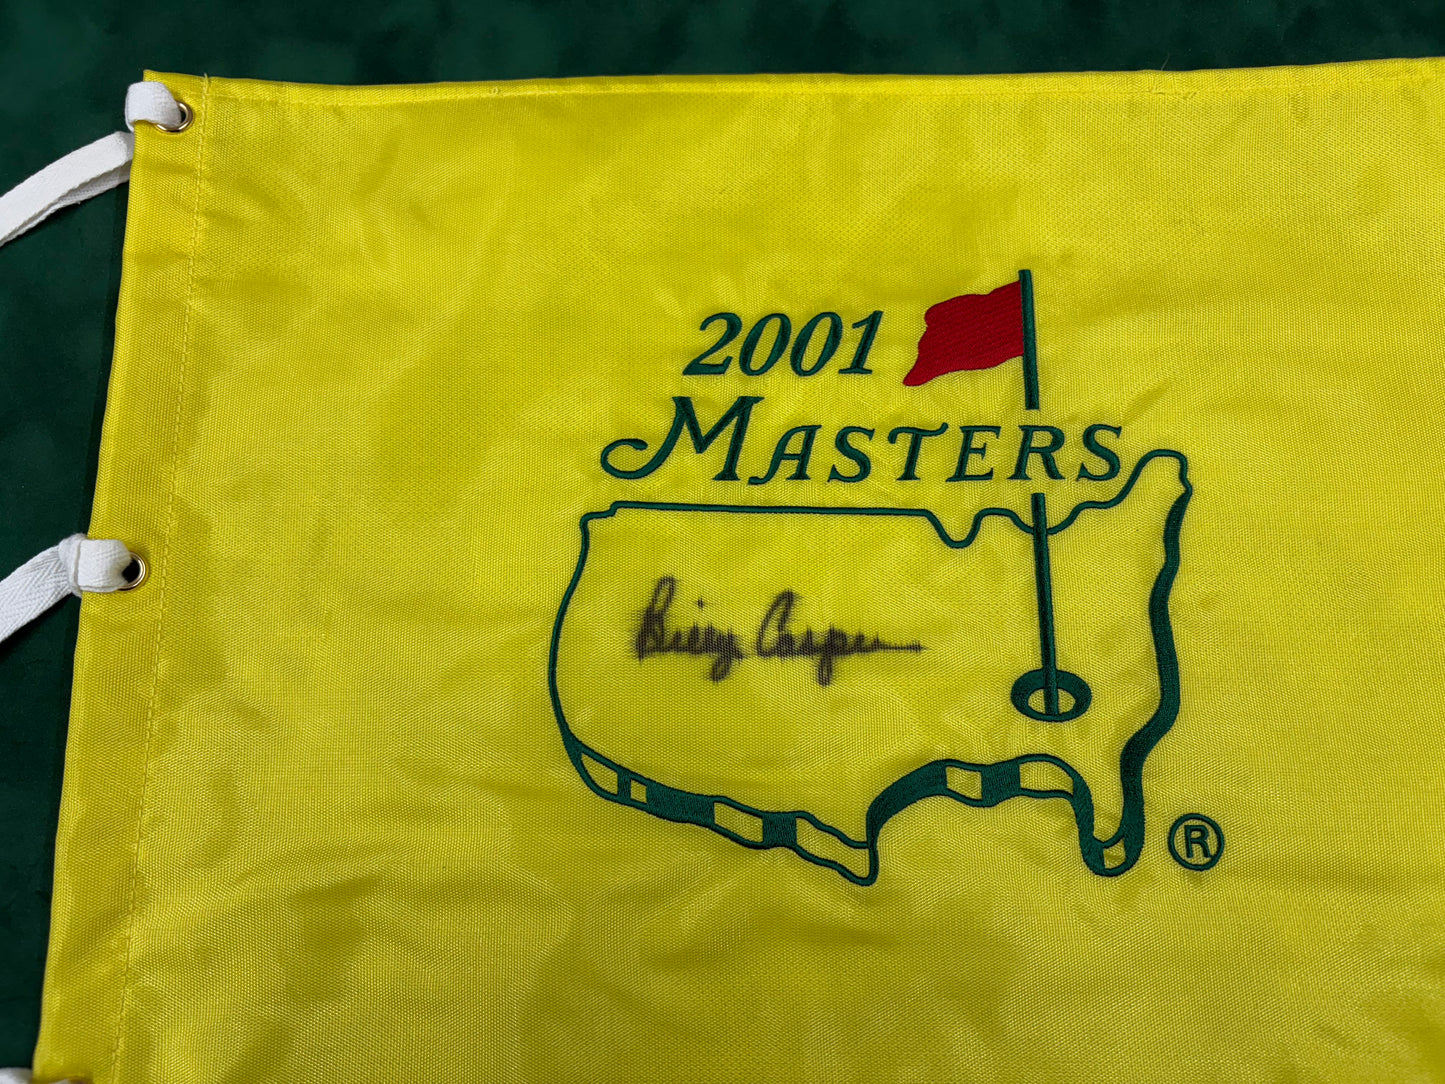 2001
MASTERS
Billy Casper
®